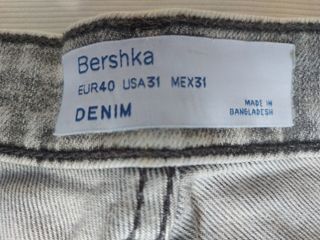 Bershka
EUR40 USA31 MEX31
DENIM
MADE IN
BANGLADESH